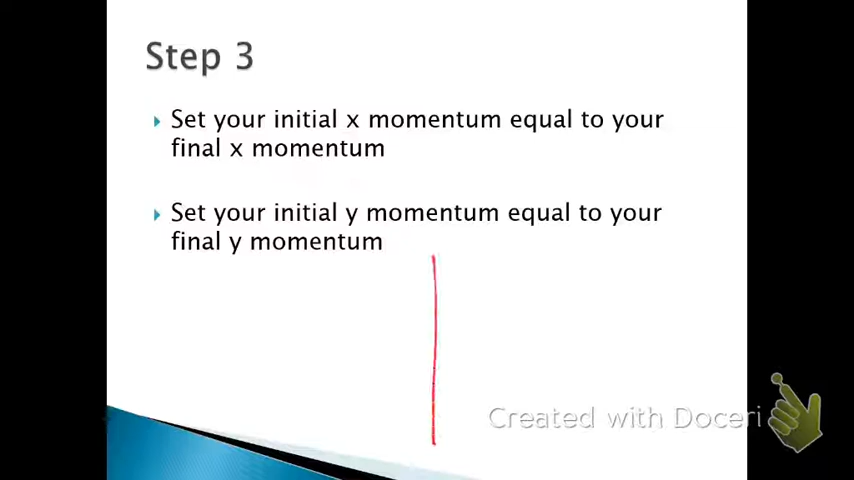 Step 3
Set your initial x momentum equal to your
final x momentum
Set your initial y momentum equal to your
final y momentum
Created with Doceri